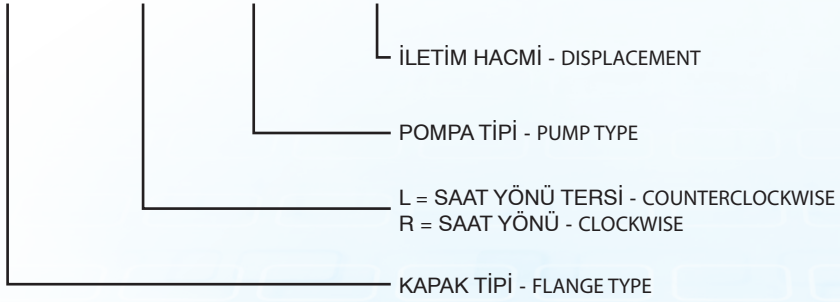 İLETİM HACMİ - DISPLACEMENT
POMPA TİPİ - PUMP TYPE
L = SAAT YÖNÜ TERSİ - COUNTERCLOCKWISE
R = SAAT YÖNÜ - CLOCKWISE
KAPAK TİPİ - FLANGE TYPE